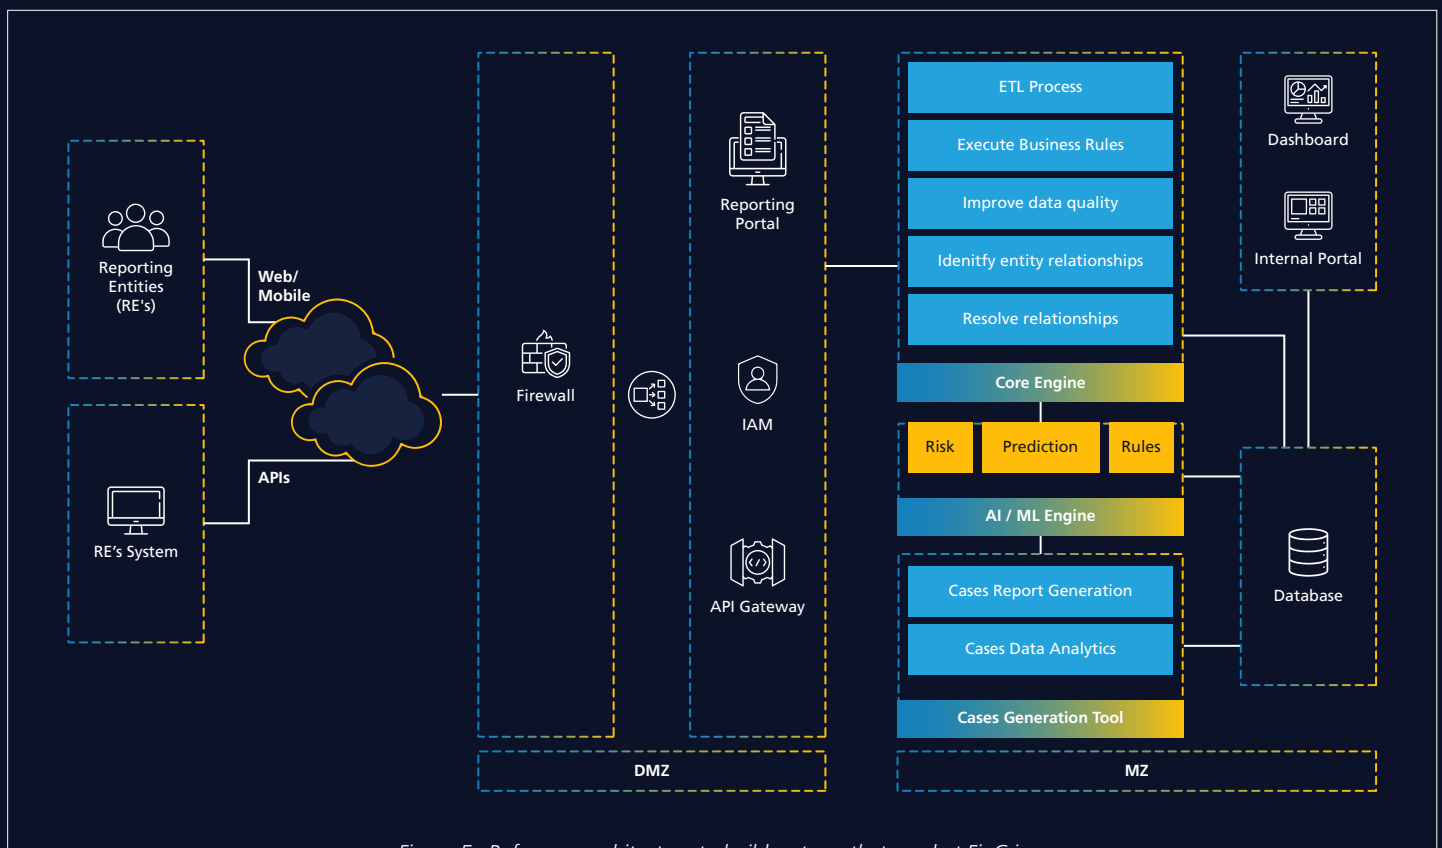 Reporting
Entities
(RE's)
RE's System
Web/
Mobile
APIs
Firewall
Reporting
Portal
IAM
API Gateway
DMZ
ETL Process
Execute Business Rules
Improve data quality
Idenitfy entity relationships
Resolve relationships
Core Engine
Risk
Prediction
Rules
AI / ML Engine
Cases Report Generation
Cases Data Analytics
Cases Generation Tool
MZ
Dashboard
Internal Portal
Database